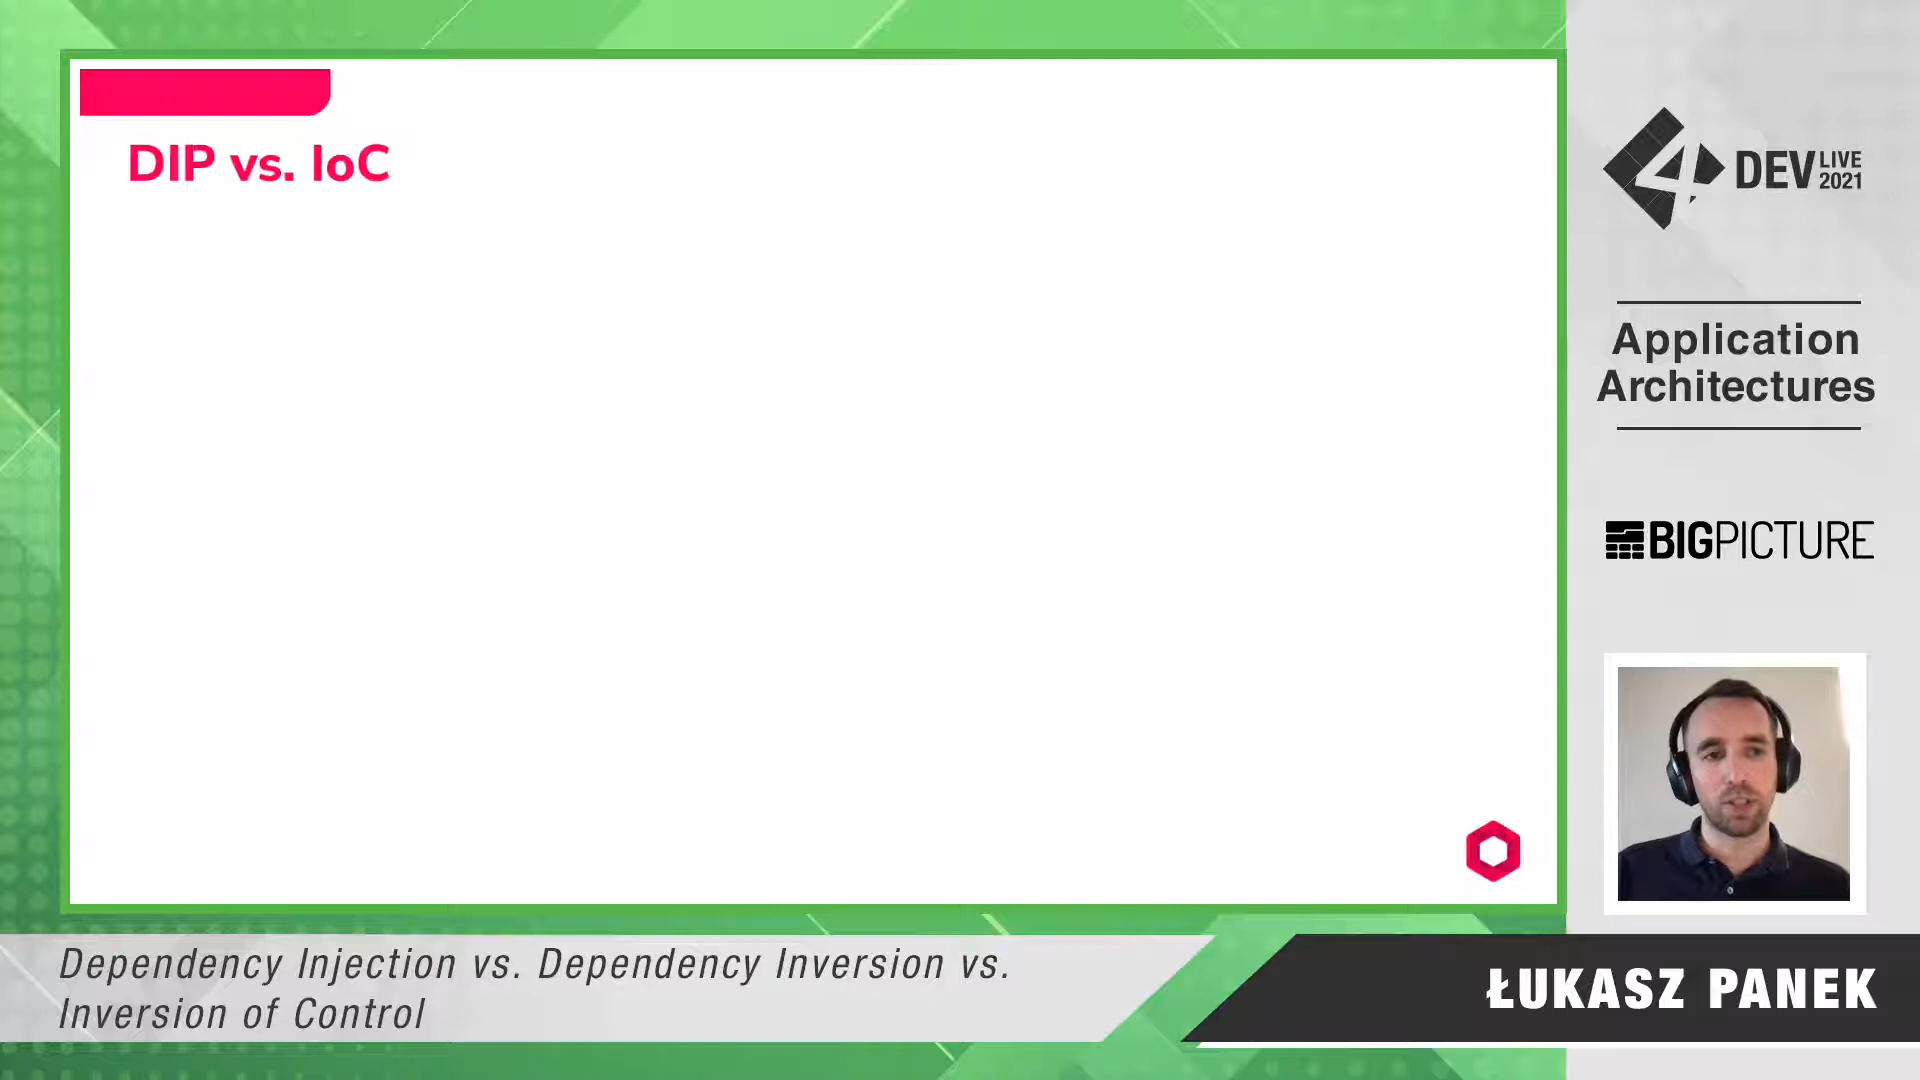 DIP vs. IoC
4 DEV LIVE 2021
Application
Architectures
BIGPICTURE
Dependency Injection vs. Dependency Inversion vs.
Inversion of Control
ŁUKASZ PANEK